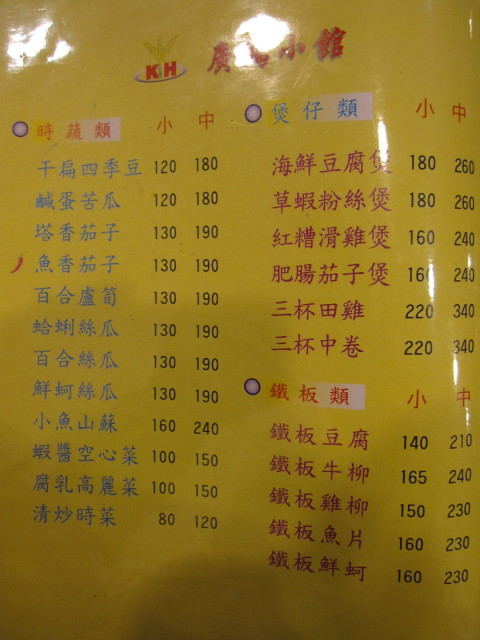 KH
廣 小館
時蔬類 小 中
干扁四季豆 120 180
鹹蛋苦瓜 120 180
塔香茄子 130 190
魚香茄子 130 190
百合蘆筍 130 190
蛤蜊絲瓜 130 190
百合絲瓜 130 190
鮮蚵絲瓜 130 190
小魚山蘇 160 240
蝦醬空心菜 100 150
腐乳高麗菜 100 150
清炒時菜 80 120
煲仔類 小 中
海鮮豆腐煲 180 260
草蝦粉絲煲 180 260
紅糟滑雞煲 160 240
肥腸茄子煲 160 240
三杯田雞 220 340
三杯中卷 220 340
鐵板類 小 中
鐵板豆腐 140 210
鐵板牛柳 165 240
鐵板雞柳 150 230
鐵板魚片 160 230
鐵板鮮蚵 160 230